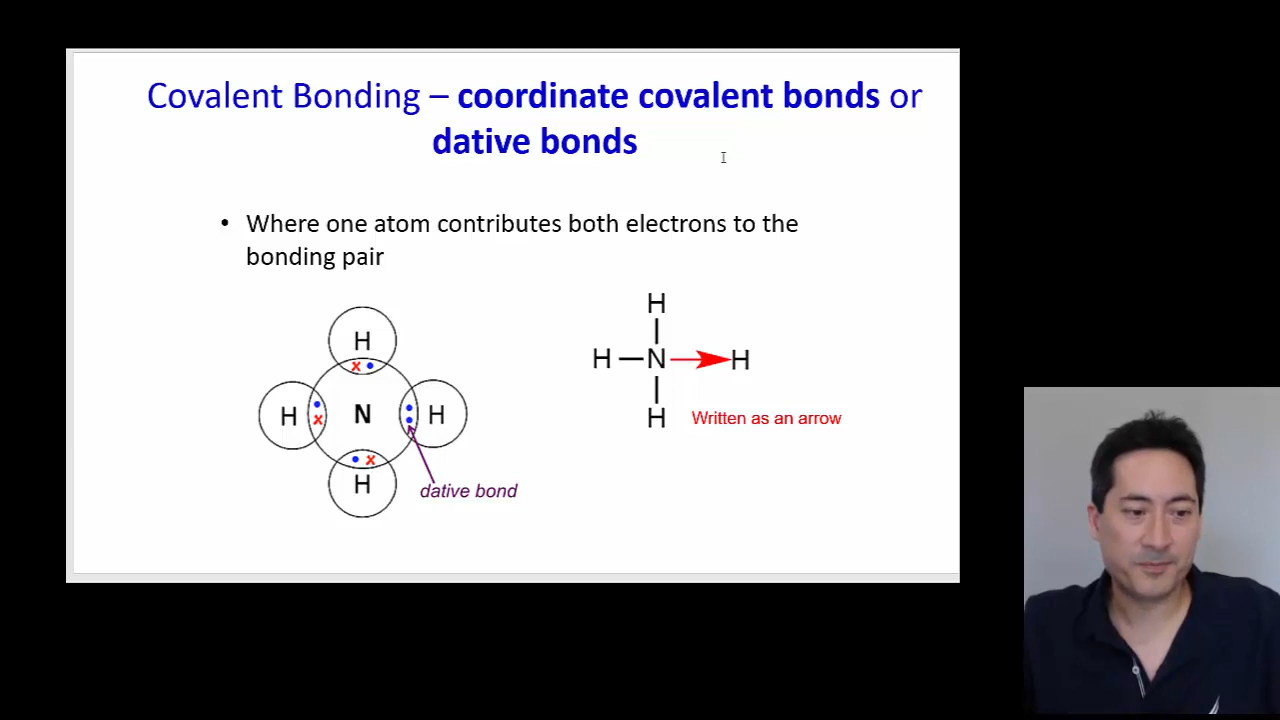 Covalent Bonding – coordinate covalent bonds or
dative bonds
• Where one atom contributes both electrons to the
bonding pair
H
x
H
x
N
H
x
H
dative bond
H
H
N
H
H
Written as an arrow